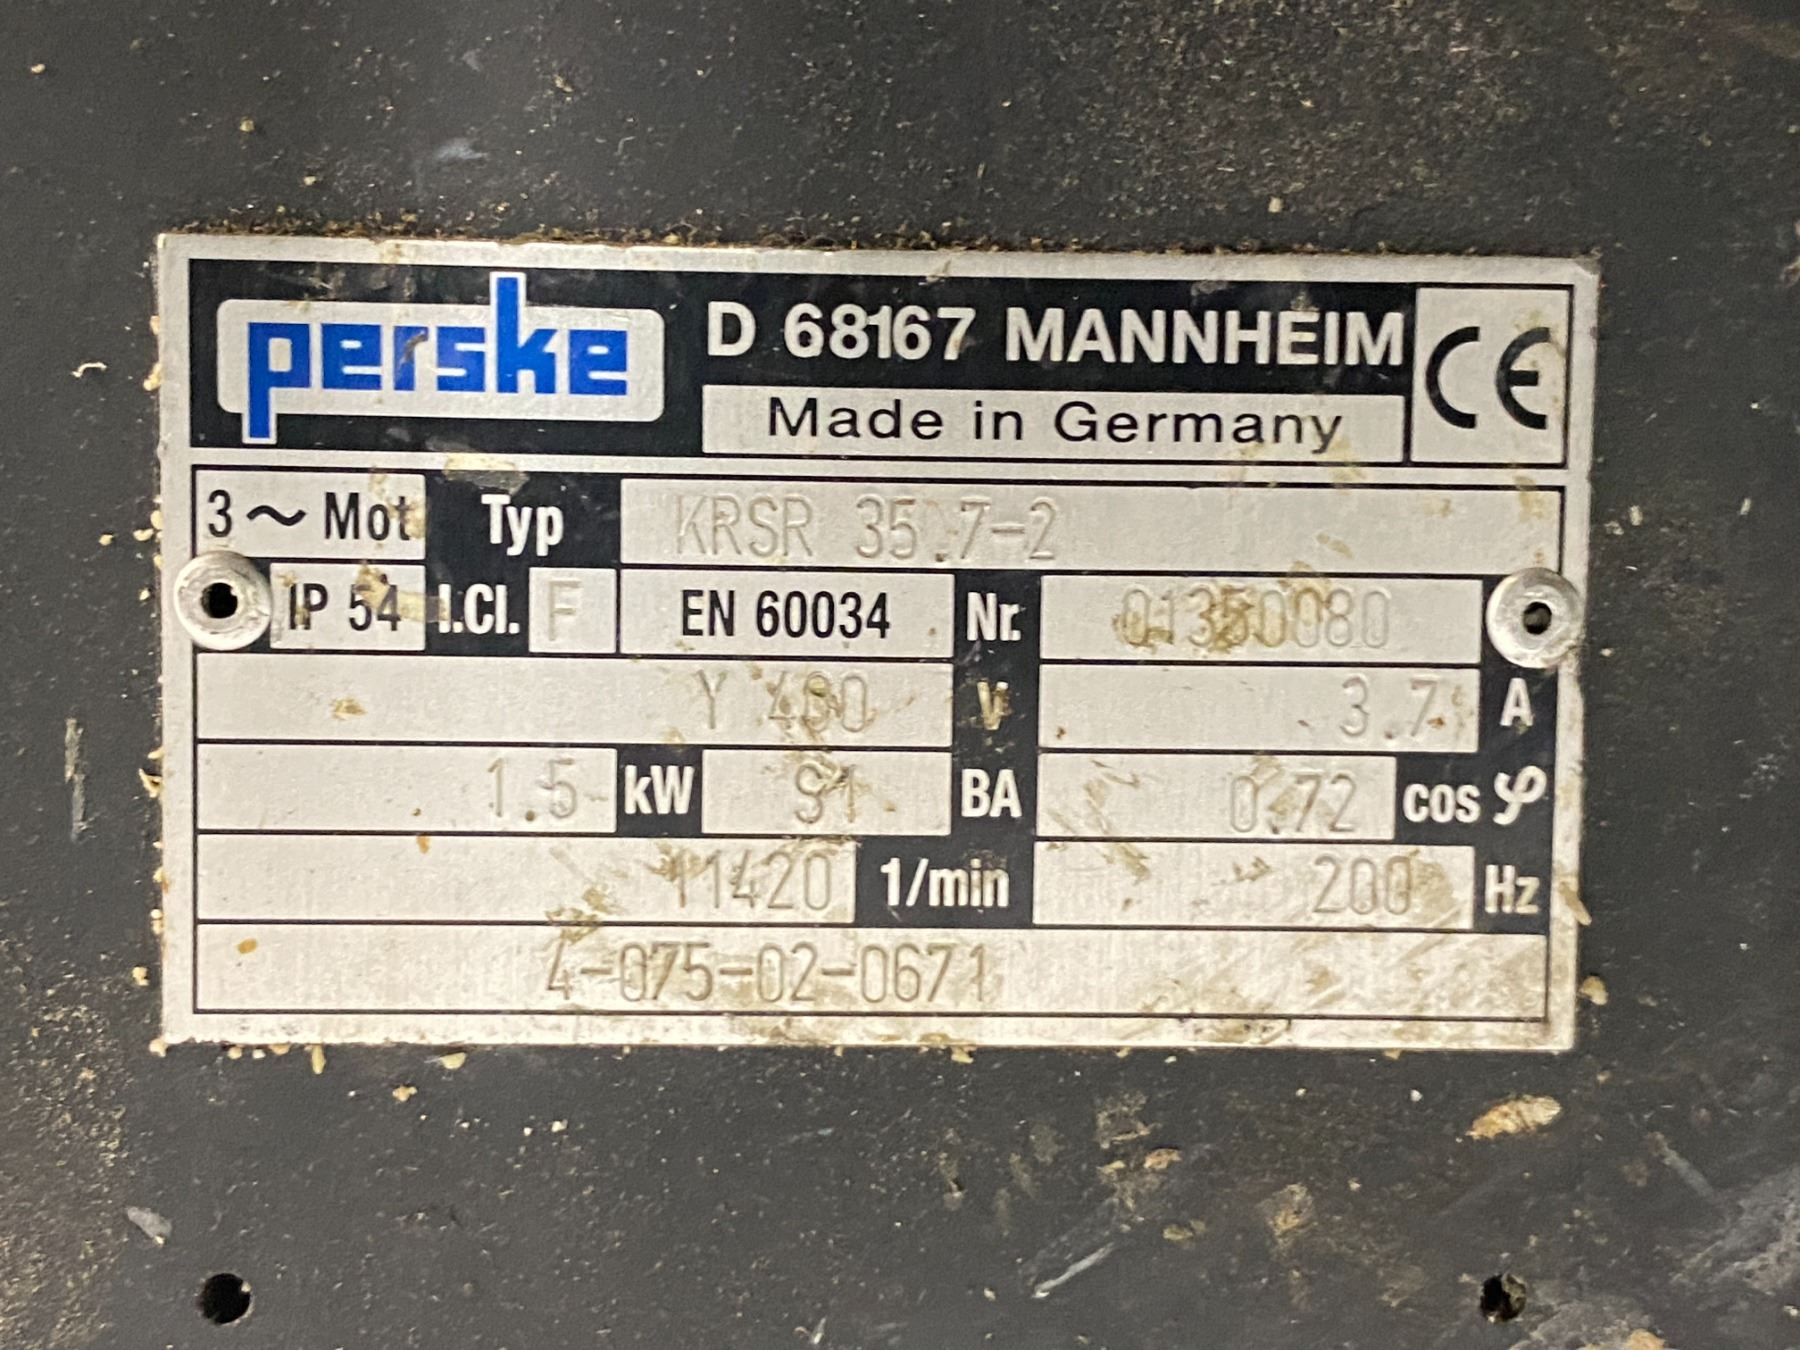 perske D 68167 MANNHEIM CE
Made in Germany
3 ~ Mot Typ KRSR 35.7-2
IP 54 I.Cl. F EN 60034 Nr. 01350080
Y 400 V 3.7 A
1.5 kW S1 BA 0.72 cos φ
11420 1/min 200 Hz
4-075-02-0671